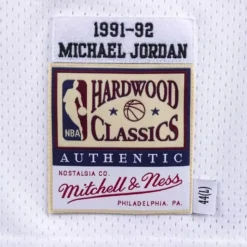 1991-92
MICHAEL JORDAN
HARDWOOD
NBA
CLASSICS
AUTHENTIC
NOSTALGIA CO.
Mitchell & Ness
PHILADELPHIA, PA.
44(L)